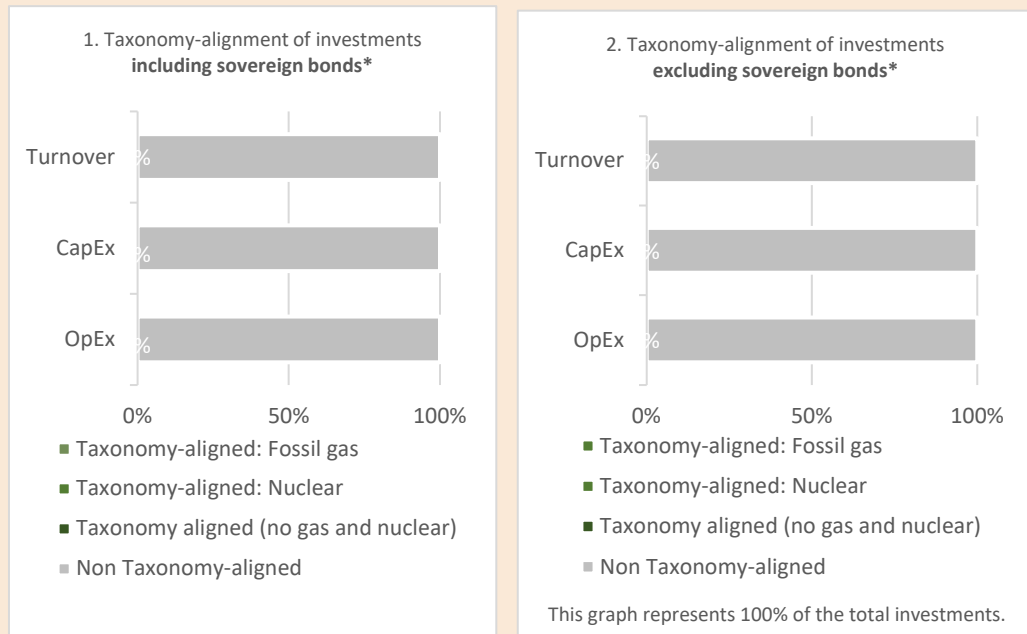 1. Taxonomy-alignment of investments
including sovereign bonds*
Turnover
%
CapEx
%
OpEx
%
0%
50%
100%
Taxonomy-aligned: Fossil gas
Taxonomy-aligned: Nuclear
Taxonomy aligned (no gas and nuclear)
Non Taxonomy-aligned
2. Taxonomy-alignment of investments
excluding sovereign bonds*
Turnover
%
CapEx
%
OpEx
%
0%
50%
100%
Taxonomy-aligned: Fossil gas
Taxonomy-aligned: Nuclear
Taxonomy aligned (no gas and nuclear)
Non Taxonomy-aligned
This graph represents 100% of the total investments.